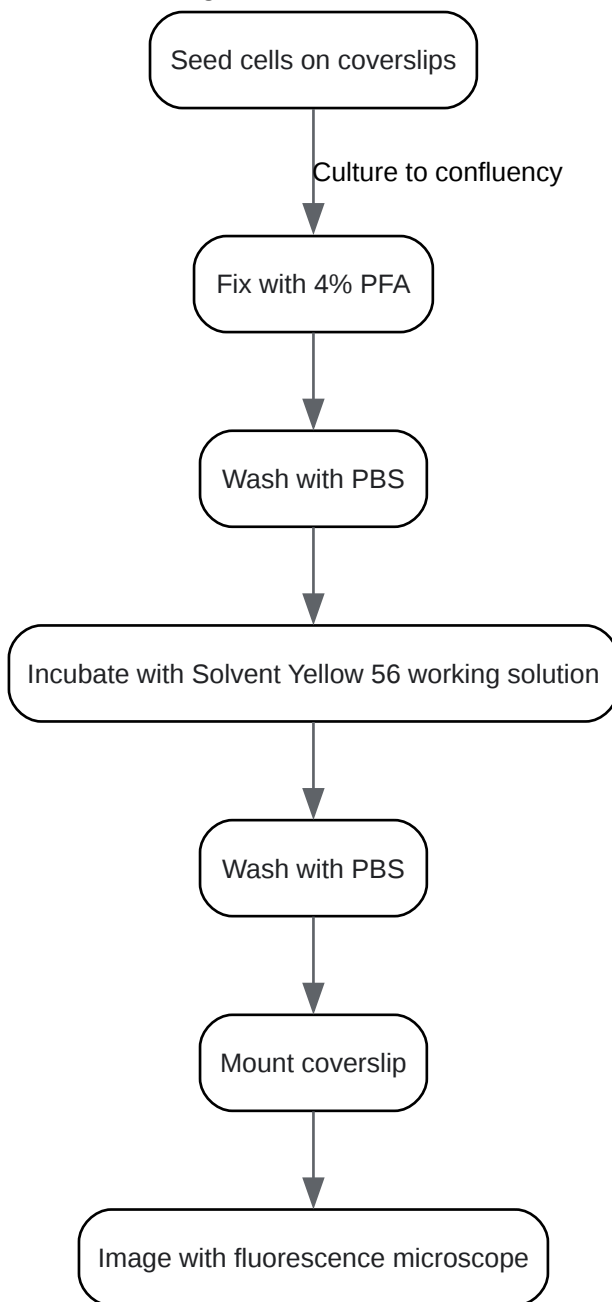 Seed cells on coverslips
Culture to confluency
Fix with 4% PFA
Wash with PBS
Incubate with Solvent Yellow 56 working solution
Wash with PBS
Mount coverslip
Image with fluorescence microscope